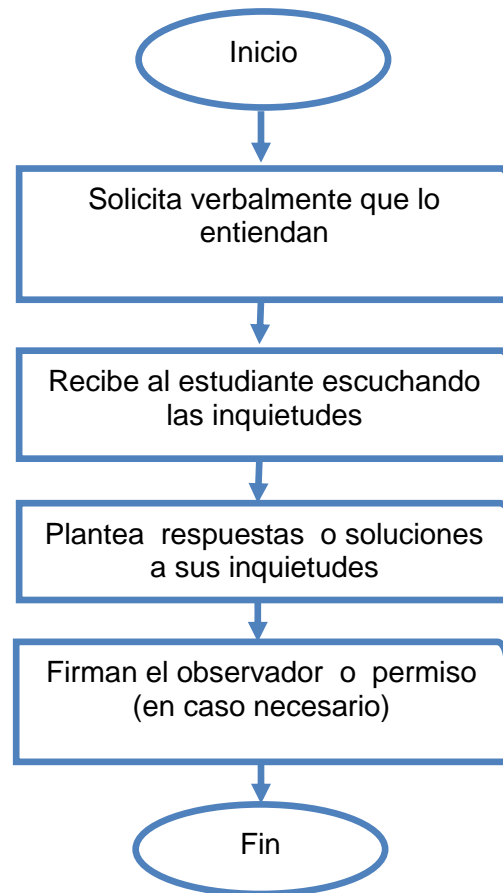 Inicio
Solicita verbalmente que lo
entiendan
Recibe al estudiante escuchando
las inquietudes
Plantea respuestas o soluciones
a sus inquietudes
Firman el observador o permiso
(en caso necesario)
Fin